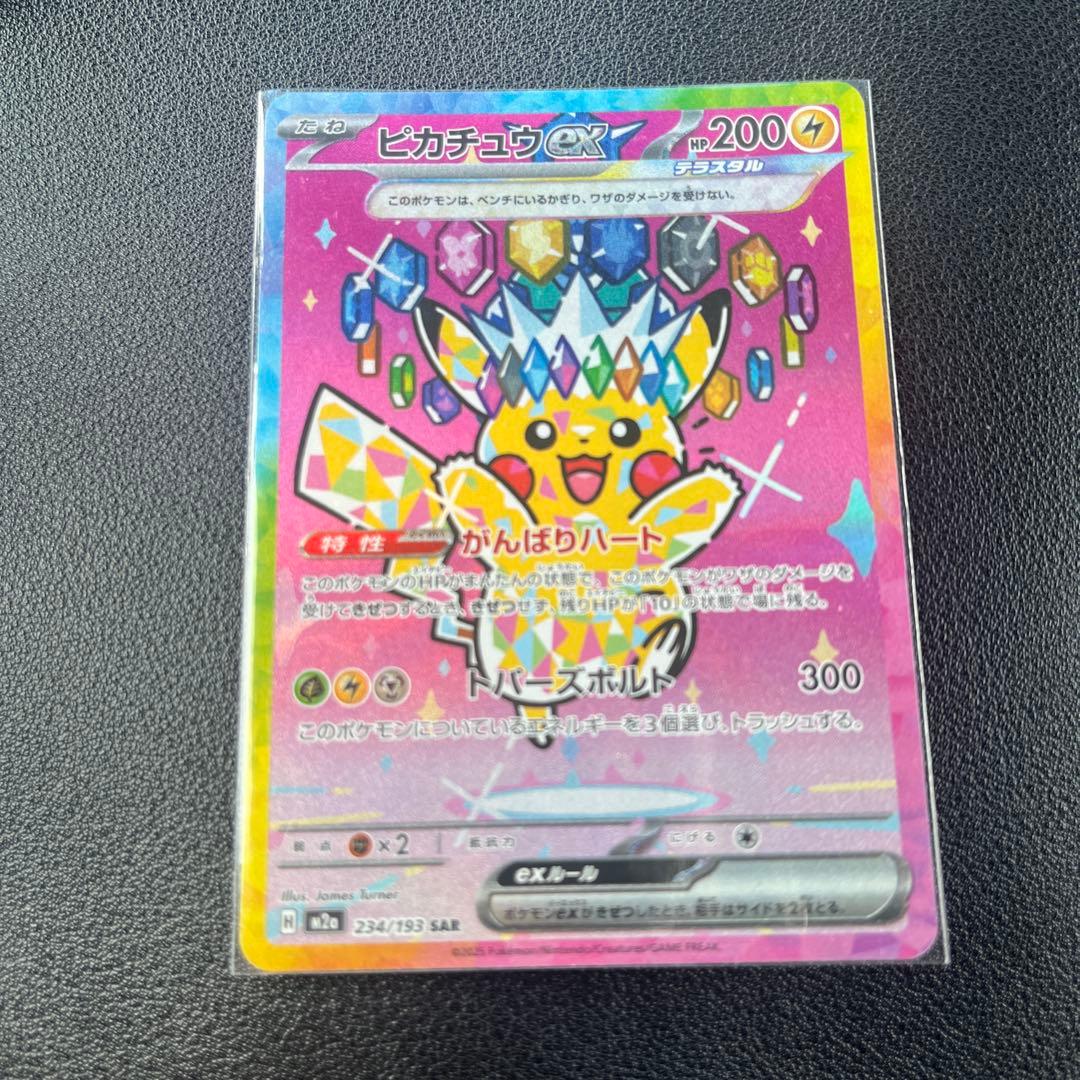 たね ピカチュウex HP200
テラスタル
このポケモンは、ベンチにいるかぎり、ワザのダメージを受けない。
特性 がんばりハート
このポケモンのHPがまんたんの状態で、このポケモンがワザのダメージを
受けてきぜつするとき、きぜつせず、残りHPが「10」の状態で場に残る。
トパーズボルト 300
このポケモンについているエネルギーを3個選び、トラッシュする。
弱点 ×2 抵抗力 にげる
exルール
ポケモンexがきぜつしたとき、相手はサイドを2枚とる。
Illus. James Turner
H M2a 234/193 SAR
©2025 Pokémon/Nintendo/Creatures/GAME FREAK.